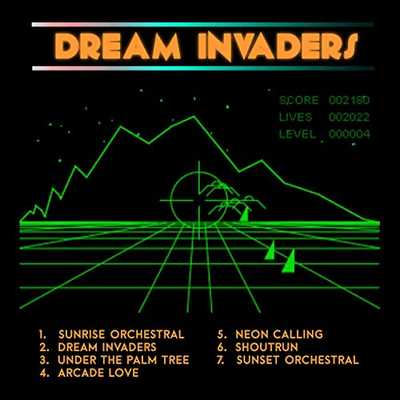 DREAM INVADERS
SCORE 002180
LIVES 002022
LEVEL 000004
1. SUNRISE ORCHESTRAL
2. DREAM INVADERS
3. UNDER THE PALM TREE
4. ARCADE LOVE
5. NEON CALLING
6. SHOUTRUN
7. SUNSET ORCHESTRAL